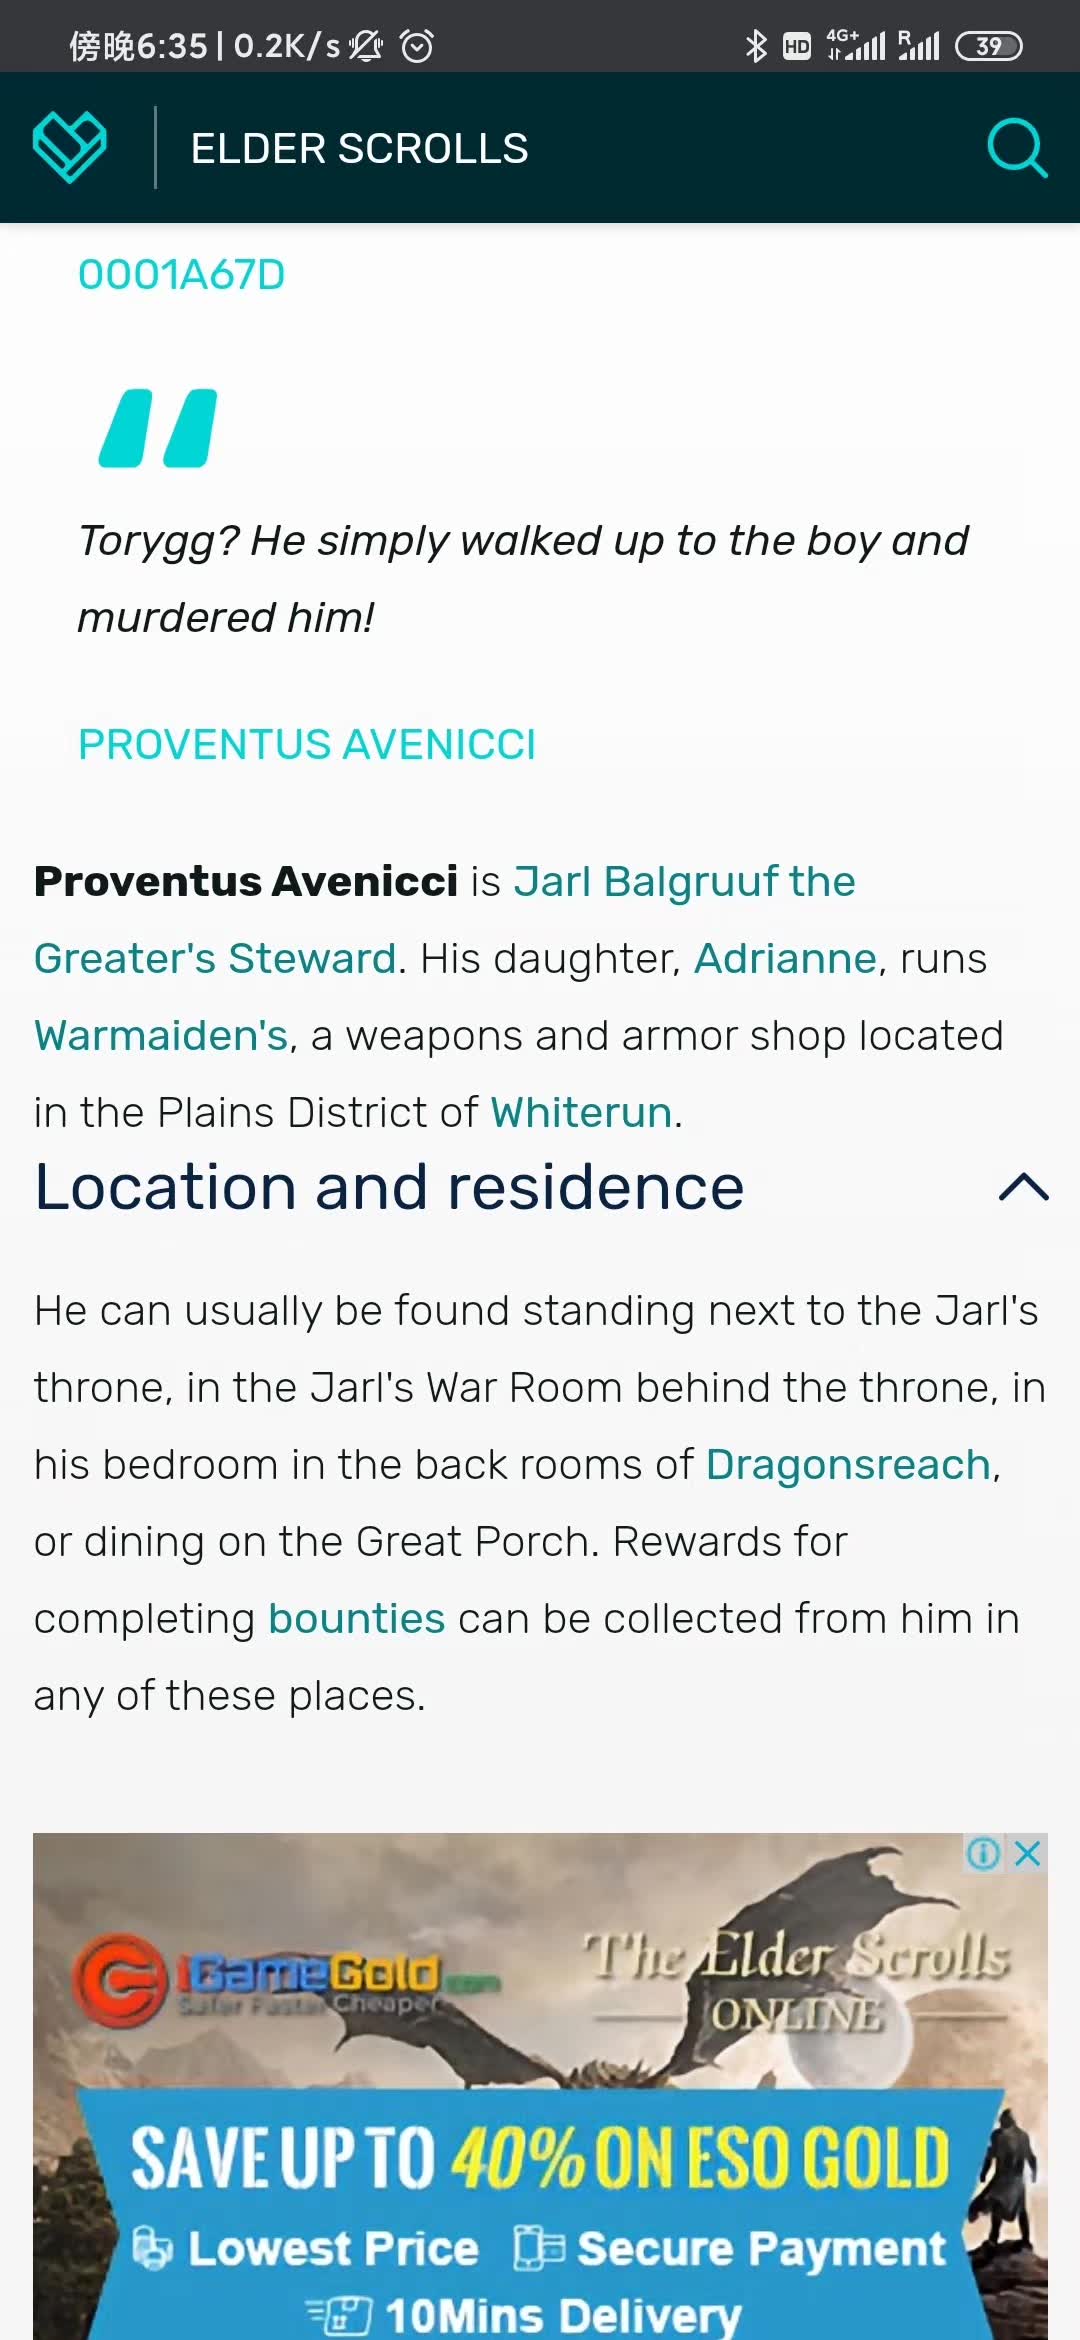 傍晚6:35 | 0.2K/s
HD 4G+ R 39
ELDER SCROLLS
0001A67D
"
Torygg? He simply walked up to the boy and
murdered him!
PROVENTUS AVENICCI
Proventus Avenicci is Jarl Balgruuf the
Greater's Steward. His daughter, Adrianne, runs
Warmaiden's, a weapons and armor shop located
in the Plains District of Whiterun.
Location and residence
He can usually be found standing next to the Jarl's
throne, in the Jarl's War Room behind the throne, in
his bedroom in the back rooms of Dragonsreach,
or dining on the Great Porch. Rewards for
completing bounties can be collected from him in
any of these places.
iGameGold.com
Safer Faster Cheaper
The Elder Scrolls
ONLINE
SAVE UP TO 40% ON ESO GOLD
Lowest Price Secure Payment
10Mins Delivery